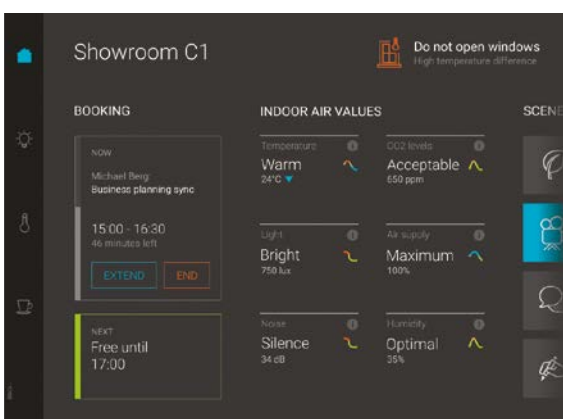 Showroom C1
Do not open windows
High temperature difference
BOOKING
NOW
Michael Berg:
Business planning sync
15:00 - 16:30
46 minutes left
EXTEND
END
NEXT
Free until
17:00
INDOOR AIR VALUES
Temperature
Warm
24°C
CO2 levels
Acceptable
650 ppm
Light
Bright
750 lux
Air supply
Maximum
100%
Noise
Silence
34 dB
Humidity
Optimal
35%
SCENE